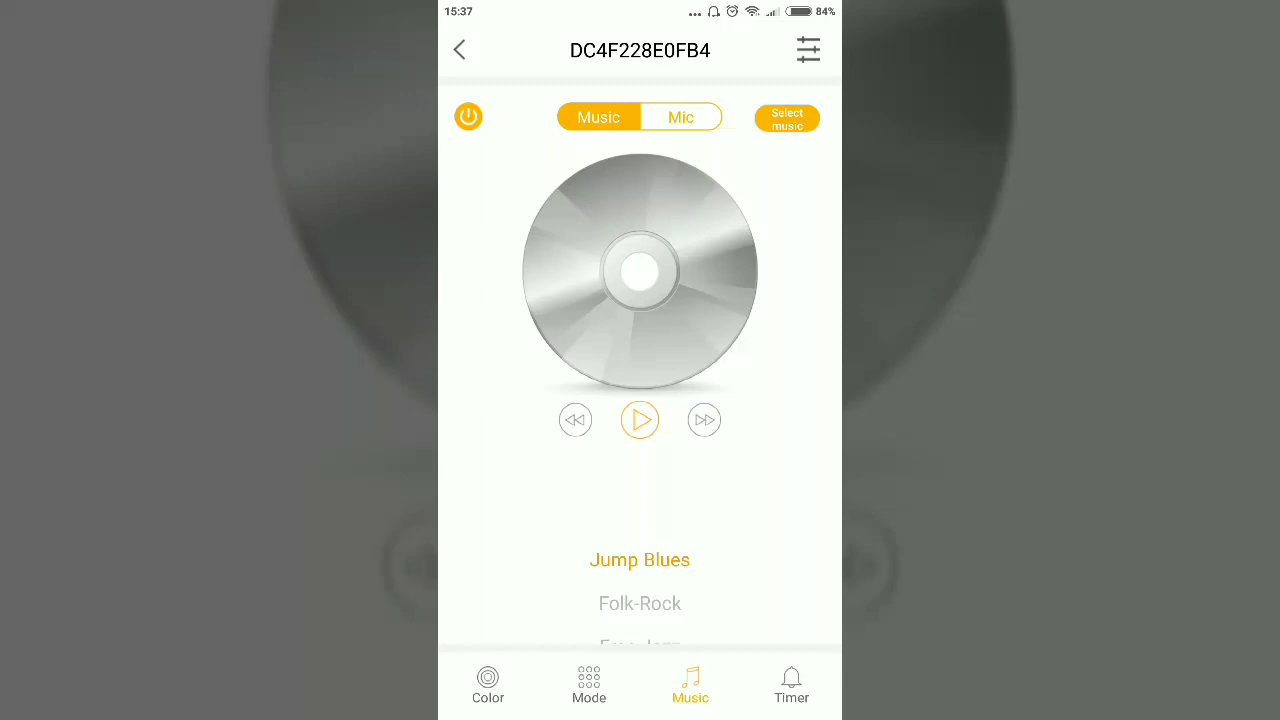 15:37
84%
DC4F228E0FB4
Music
Mic
Select
music
Jump Blues
Folk-Rock
Color
Mode
Music
Timer